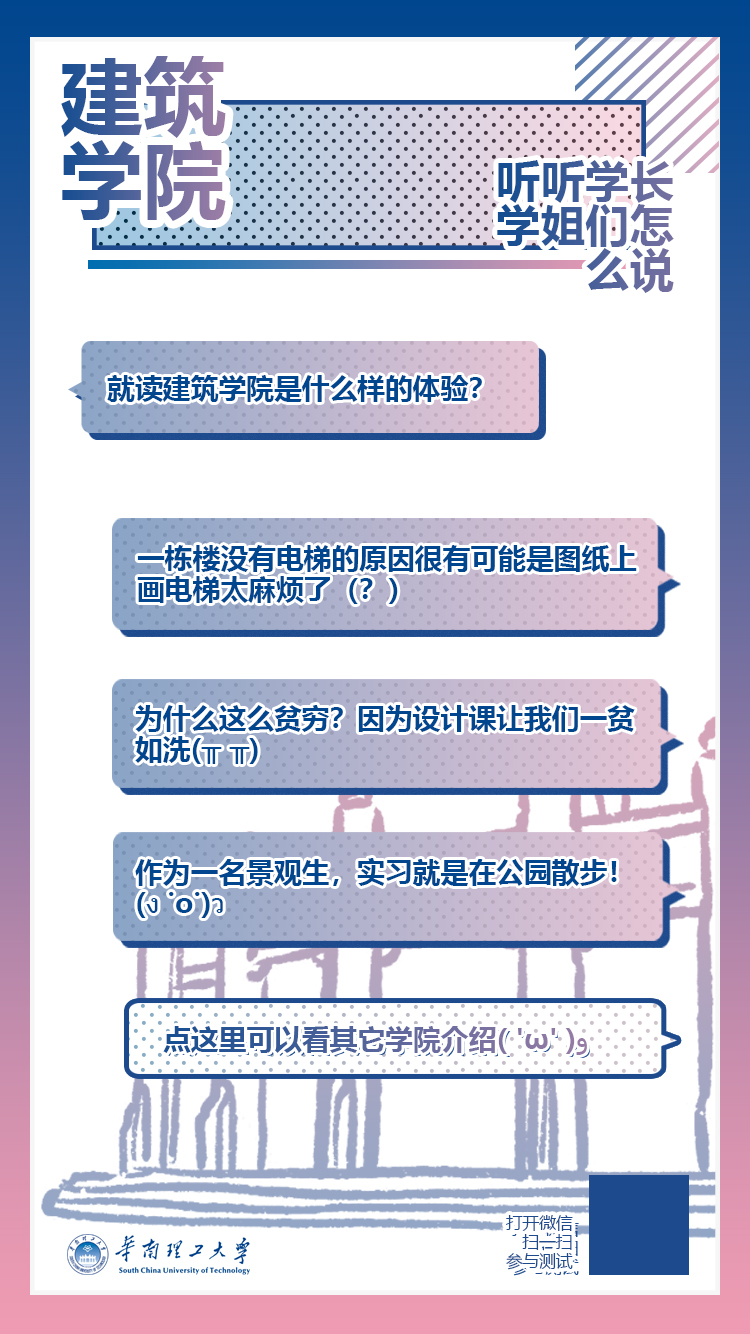 建筑
学院
听听学长
学姐们怎
么说
就读建筑学院是什么样的体验？
一栋楼没有电梯的原因很有可能是图纸上
画电梯太麻烦了（？）
为什么这么贫穷？因为设计课让我们一贫
如洗(╥ ╥)
作为一名景观生，实习就是在公园散步！
(ง ˙o˙)ว
点这里可以看其它学院介绍( 'ω' )و
华南理工大学
South China University of Technology
打开微信
扫一扫
参与测试